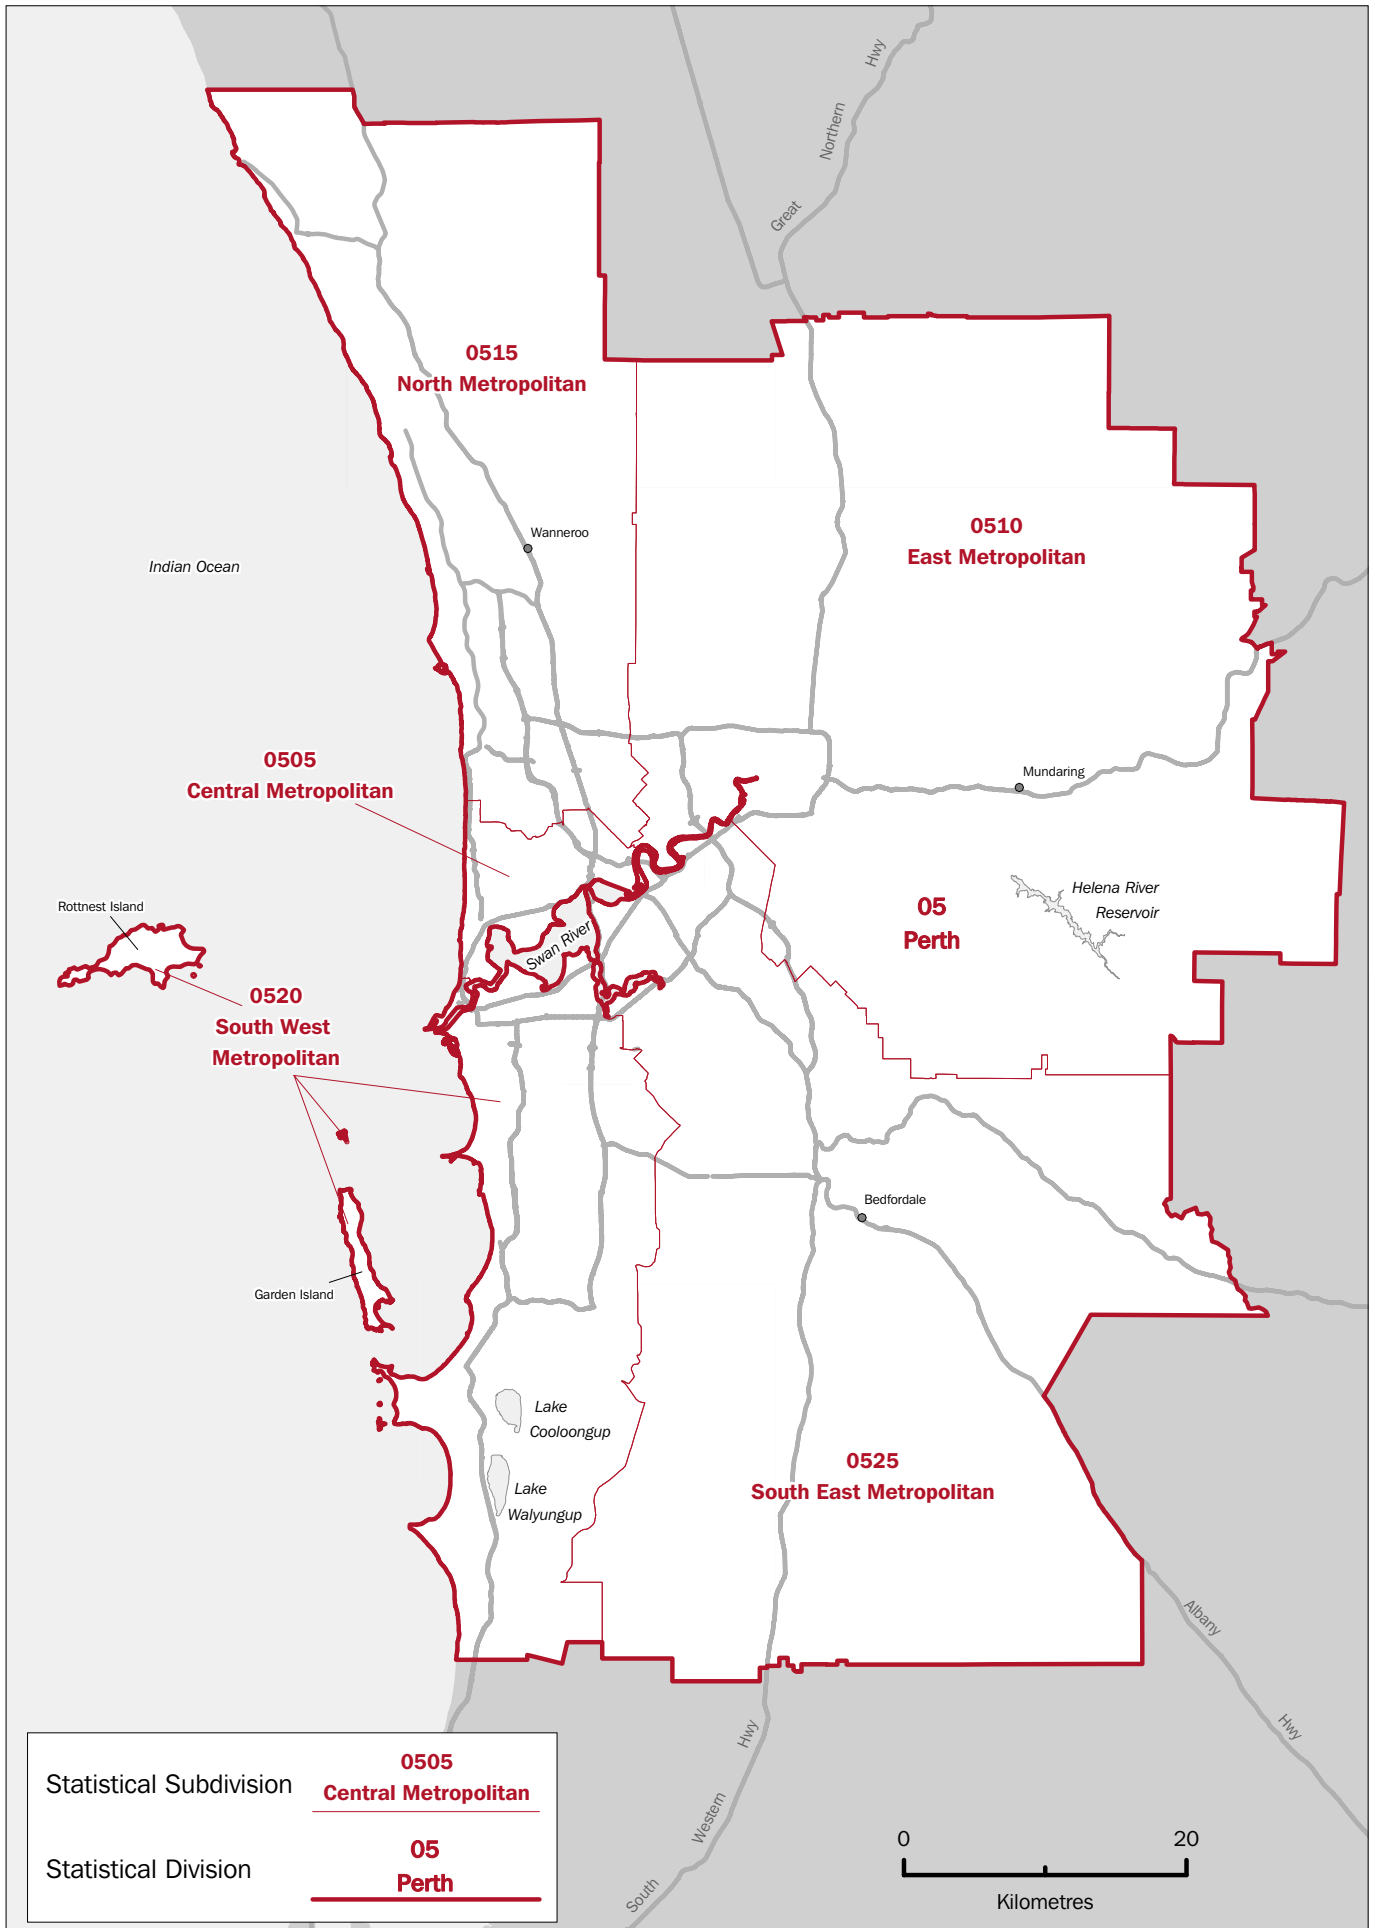 Hwy
Northern
Great
0515
North Metropolitan
Wanneroo
0510
East Metropolitan
Indian Ocean
0505
Central Metropolitan
Mundaring
Rottnest Island
Swan River
05
Perth
Helena River
Reservoir
0520
South West
Metropolitan
Bedfordale
Garden Island
Lake
Cooloongup
Lake
Walyungup
0525
South East Metropolitan
Albany
Hwy
Hwy
Western
South
Statistical Subdivision
0505
Central Metropolitan
Statistical Division
05
Perth
0 20
Kilometres